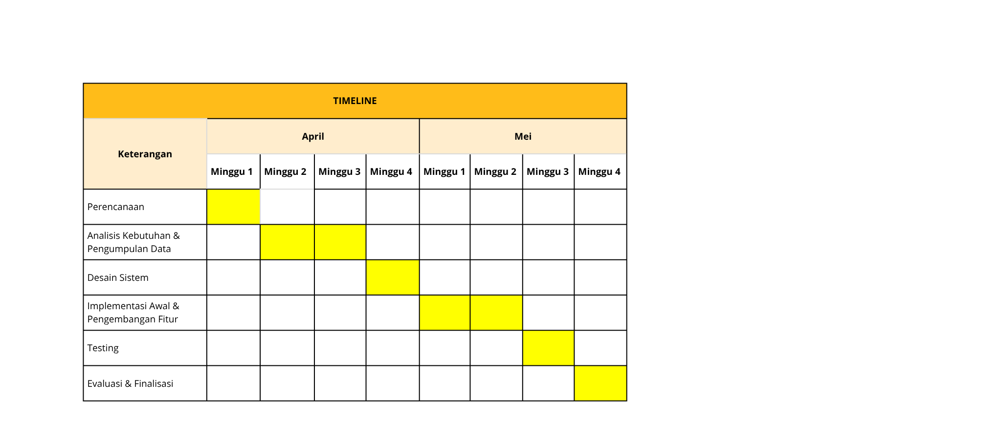 TIMELINE
Keterangan
April
Mei
Minggu 1
Minggu 2
Minggu 3
Minggu 4
Minggu 1
Minggu 2
Minggu 3
Minggu 4
Perencanaan
Analisis Kebutuhan &
Pengumpulan Data
Desain Sistem
Implementasi Awal &
Pengembangan Fitur
Testing
Evaluasi & Finalisasi